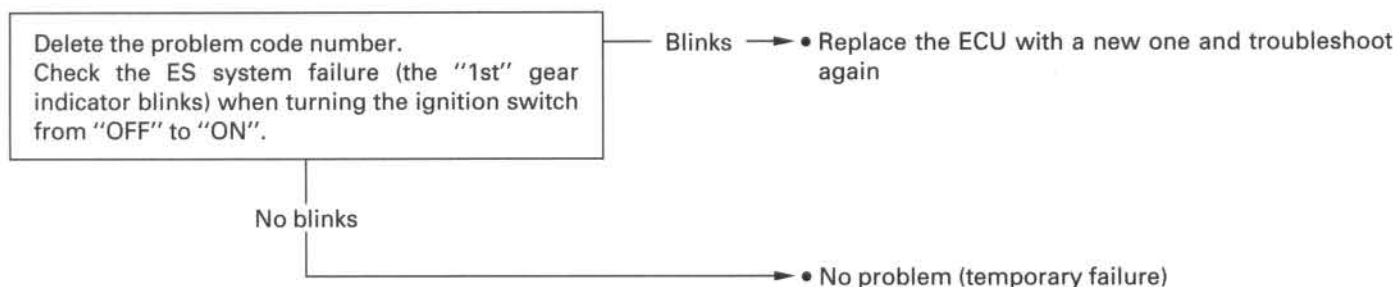 Delete the problem code number.
Check the ES system failure (the "1st" gear
indicator blinks) when turning the ignition switch
from "OFF" to "ON".
Blinks
• Replace the ECU with a new one and troubleshoot
again
No blinks
• No problem (temporary failure)